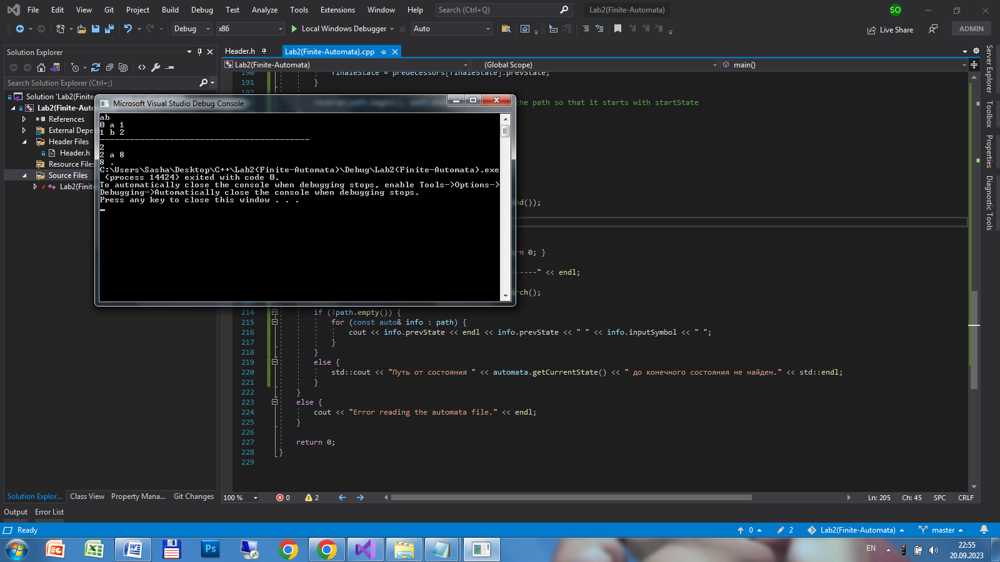 File Edit View Git Project Build Debug Test Analyze Tools Extensions Window Help Search (Ctrl+Q) Lab2(Finite-Automata) SO
Debug x86 Local Windows Debugger Auto Live Share ADMIN
Solution Explorer
Search Solution Explorer (Ctrl+;)
Solution 'Lab2(Finite
Lab2(Finite-Auto
References
External Depe
Header Files
Header.h
Resource Files
Source Files
Lab2(Finite
Solution Explor... Class View Property Mana... Git Changes
Header.h Lab2(Finite-Automata).cpp
Lab2(Finite-Automata) (Global Scope) main()
190 finaleState = predecessors[finaleState].prevState;
191 }
192
the path so that it starts with startState
nd());
rn 0; }
-----" << endl;
rch();
214 if (!path.empty()) {
215 for (const auto& info : path) {
216 cout << info.prevState << endl << info.prevState << " " << info.inputSymbol << " ";
217 }
218 }
219 else {
220 std::cout << "Путь от состояния " << automata.getCurrentState() << " до конечного состояния не найден." << std::endl;
221 }
222 }
223 else {
224 cout << "Error reading the automata file." << endl;
225 }
226
227 return 0;
228 }
229
Microsoft Visual Studio Debug Console
ab
0 a 1
1 b 2
------------------------------------------
2
2 a 8
8 .
C:\Users\Sasha\Desktop\C++\Lab2(Finite-Automata)\Debug\Lab2(Finite-Automata).exe
(process 14424) exited with code 0.
To automatically close the console when debugging stops, enable Tools->Options->
Debugging->Automatically close the console when debugging stops.
Press any key to close this window . . .
Server Explorer
Toolbox
Properties
Diagnostic Tools
100 % 0 2 Ln: 205 Ch: 45 SPC CRLF
Output Error List
Ready 0 2 Lab2(Finite-Automata) master
Ps EN 22:55
20.09.2023